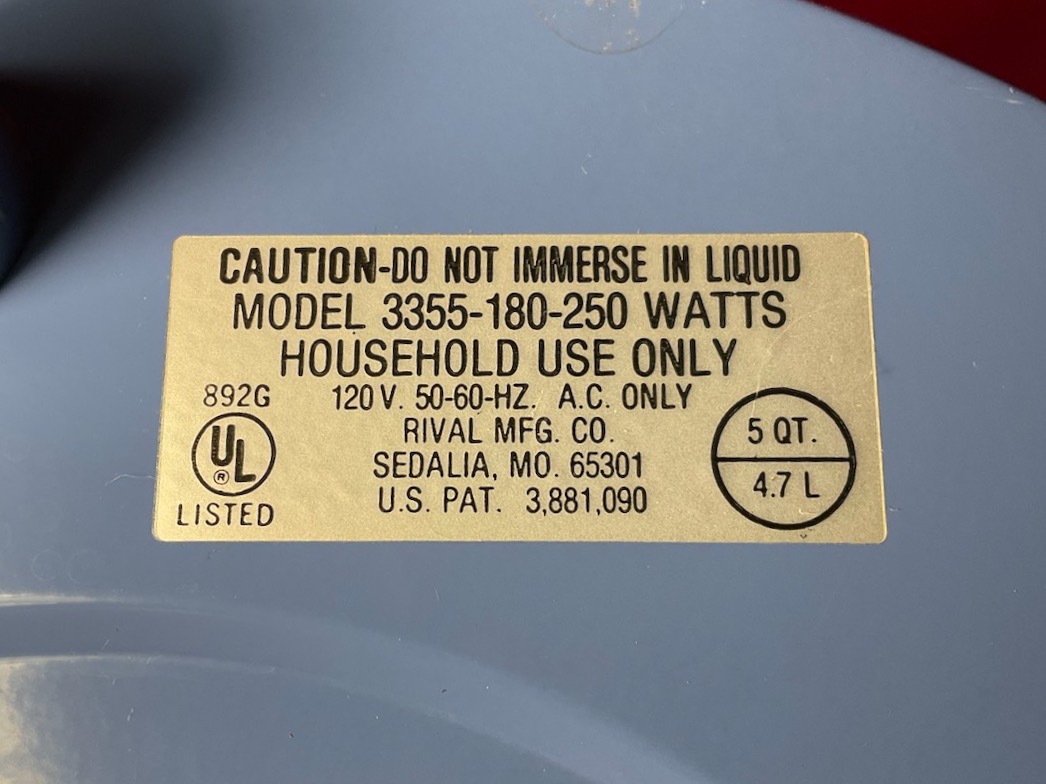 CAUTION-DO NOT IMMERSE IN LIQUID
MODEL 3355-180-250 WATTS
HOUSEHOLD USE ONLY
892G
120 V. 50-60-HZ. A.C. ONLY
UL
®
LISTED
RIVAL MFG. CO.
SEDALIA, MO. 65301
U.S. PAT. 3,881,090
5 QT.
4.7 L